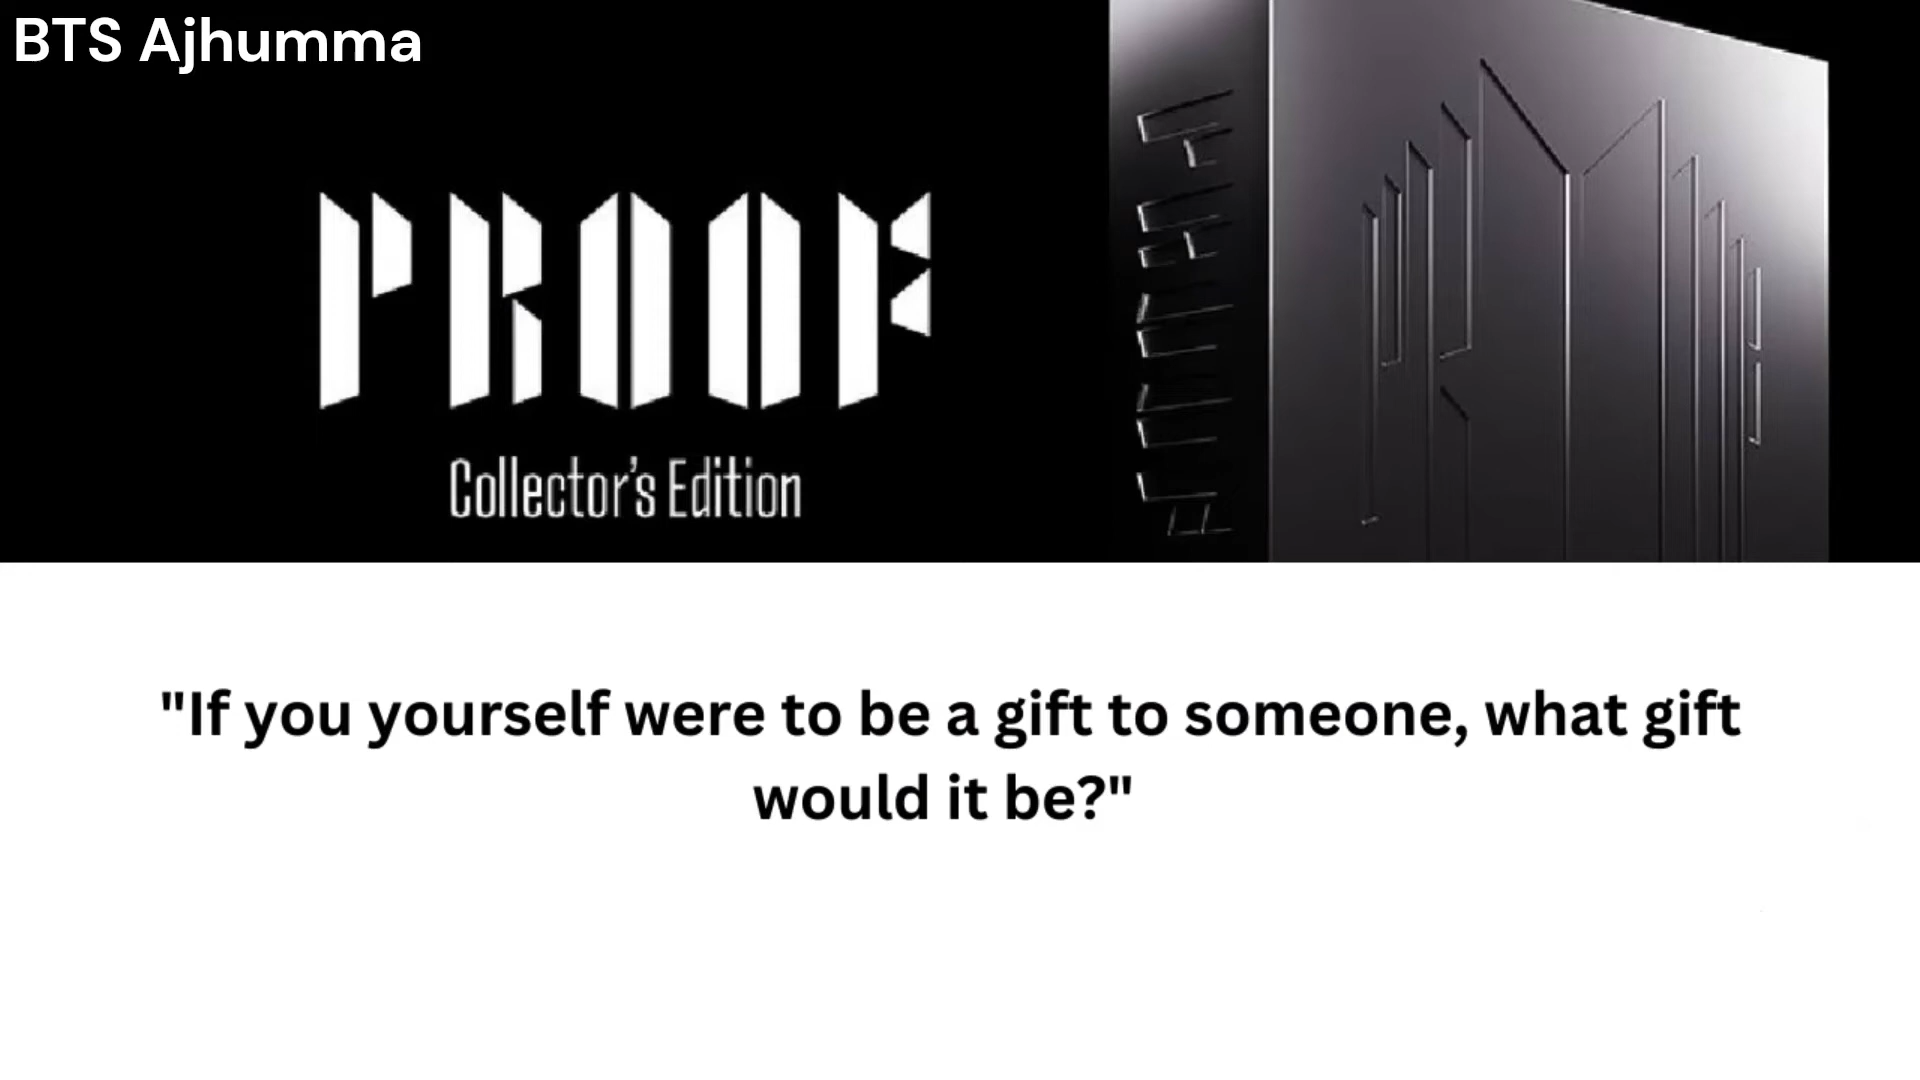 BTS Ajhumma
PROOF
Collector's Edition
"If you yourself were to be a gift to someone, what gift
would it be?"